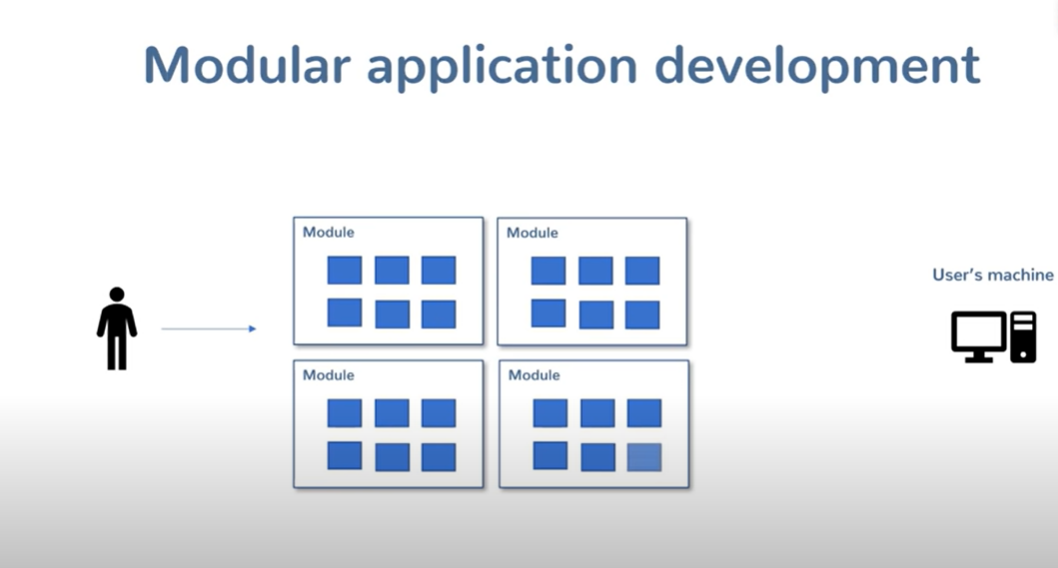 Modular application development
Module
Module
User's machine
Module
Module